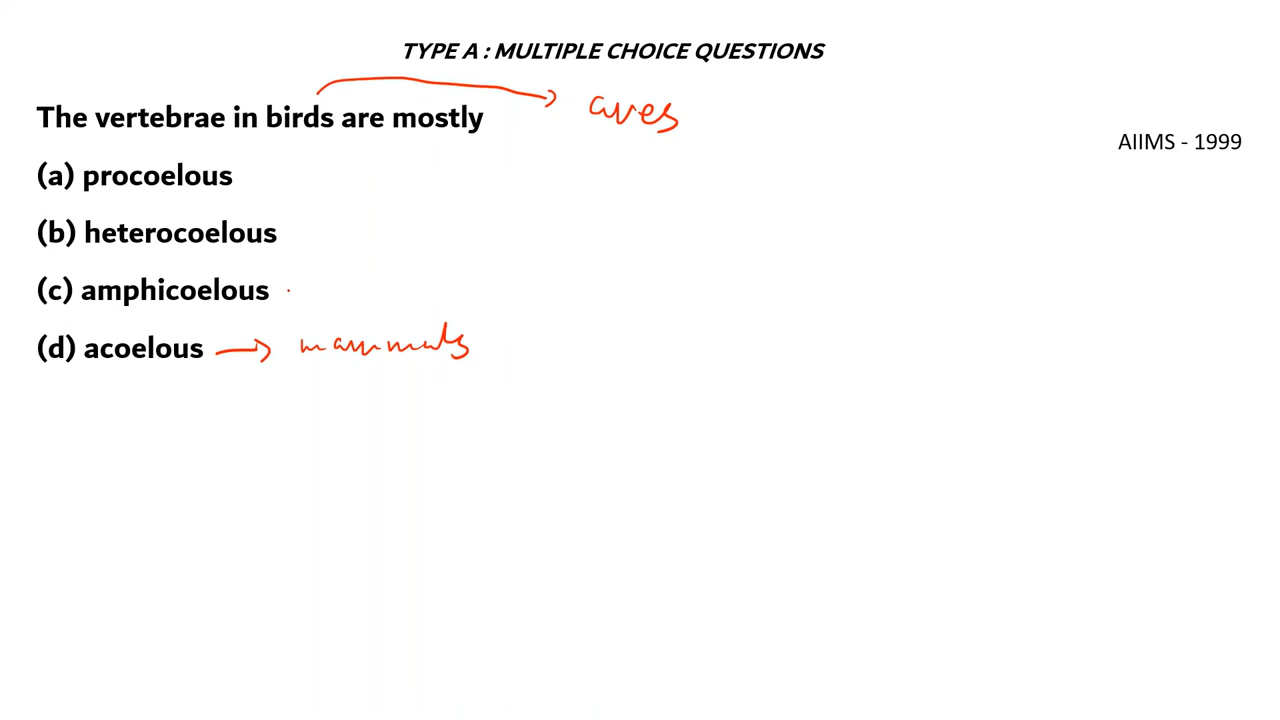 TYPE A : MULTIPLE CHOICE QUESTIONS
The vertebrae in birds are mostly
aves
AIIMS - 1999
(a) procoelous
(b) heterocoelous
(c) amphicoelous
(d) acoelous → mammals